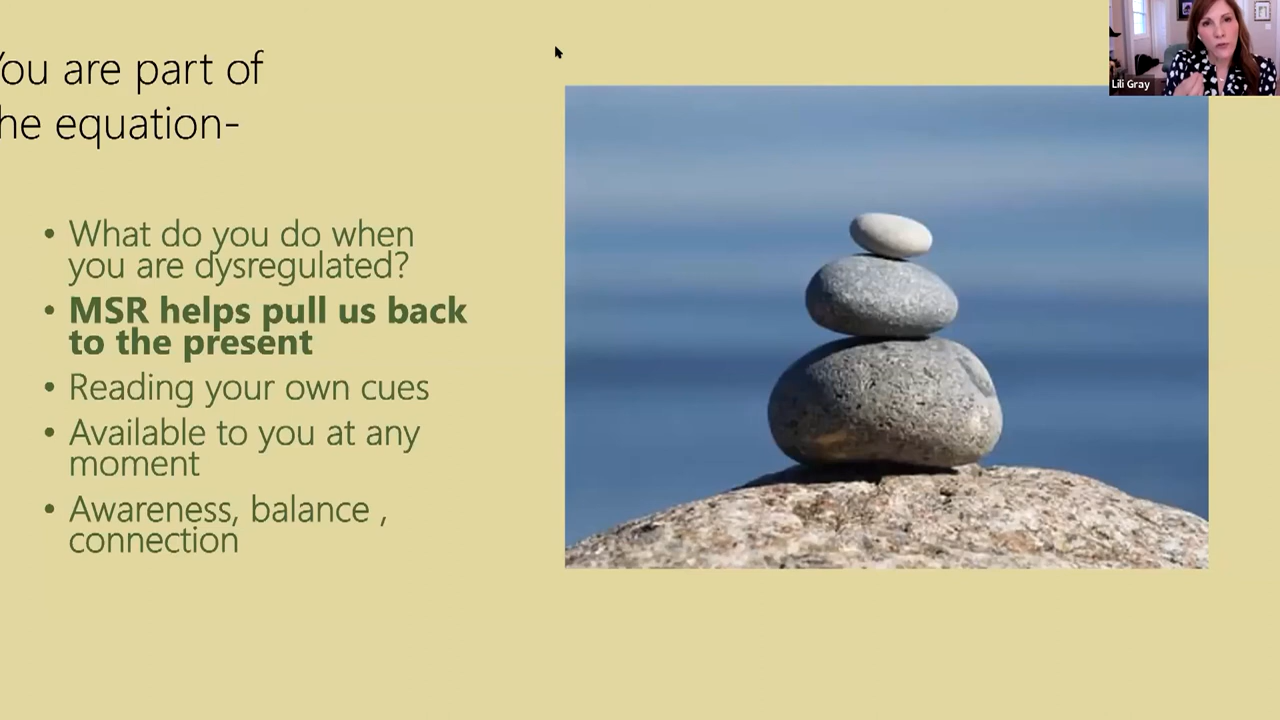 You are part of
he equation-
• What do you do when
you are dysregulated?
• MSR helps pull us back
to the present
• Reading your own cues
• Available to you at any
moment
• Awareness, balance ,
connection
Lili Gray